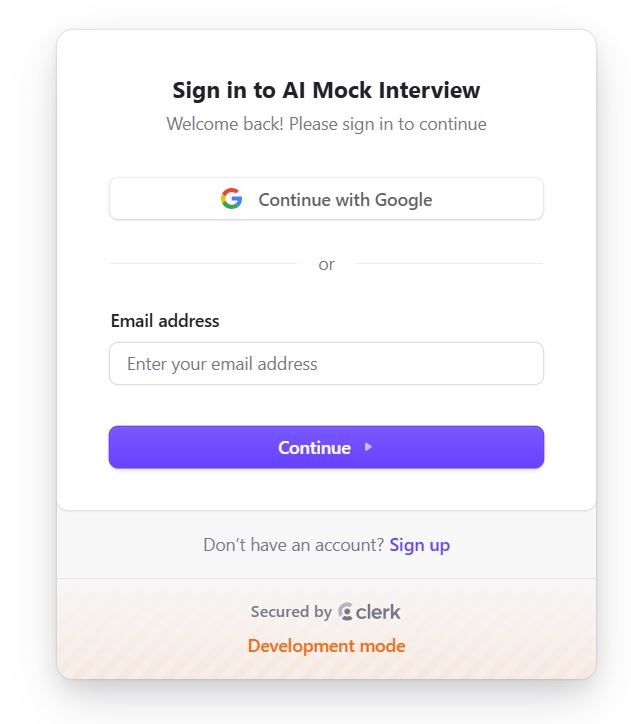 Sign in to AI Mock Interview
Welcome back! Please sign in to continue
Continue with Google
or
Email address
Enter your email address
Continue
Don’t have an account? Sign up
Secured by clerk
Development mode